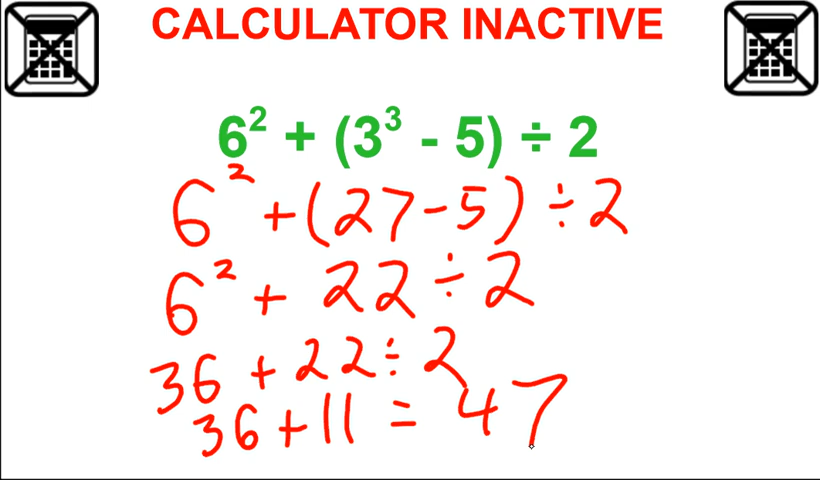 CALCULATOR INACTIVE
6² + (3³ - 5) ÷ 2
6² + (27 - 5) ÷ 2
6² + 22 ÷ 2
36 + 22 ÷ 2
36 + 11 = 47